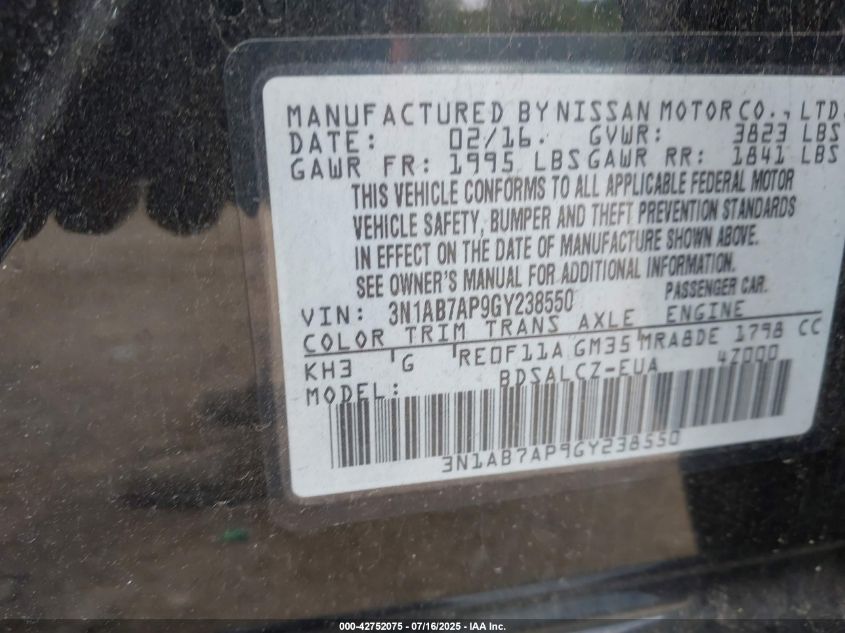 MANUFACTURED BY NISSAN MOTOR CO., LTD.
DATE: 02/16. GVWR: 3823 LBS
GAWR FR: 1995 LBS GAWR RR: 1841 LBS
THIS VEHICLE CONFORMS TO ALL APPLICABLE FEDERAL MOTOR
VEHICLE SAFETY, BUMPER AND THEFT PREVENTION STANDARDS
IN EFFECT ON THE DATE OF MANUFACTURE SHOWN ABOVE.
SEE OWNER'S MANUAL FOR ADDITIONAL INFORMATION.
VIN: 3N1AB7AP9GY238550 PASSENGER CAR.
COLOR TRIM TRANS AXLE ENGINE
KH3 G RE0F11A GM35 MRA8DE 1798 CC
MODEL: BDSALCZ-EUA 4Z000
3N1AB7AP9GY238550
000-42752075 - 07/16/2025 - IAA Inc.